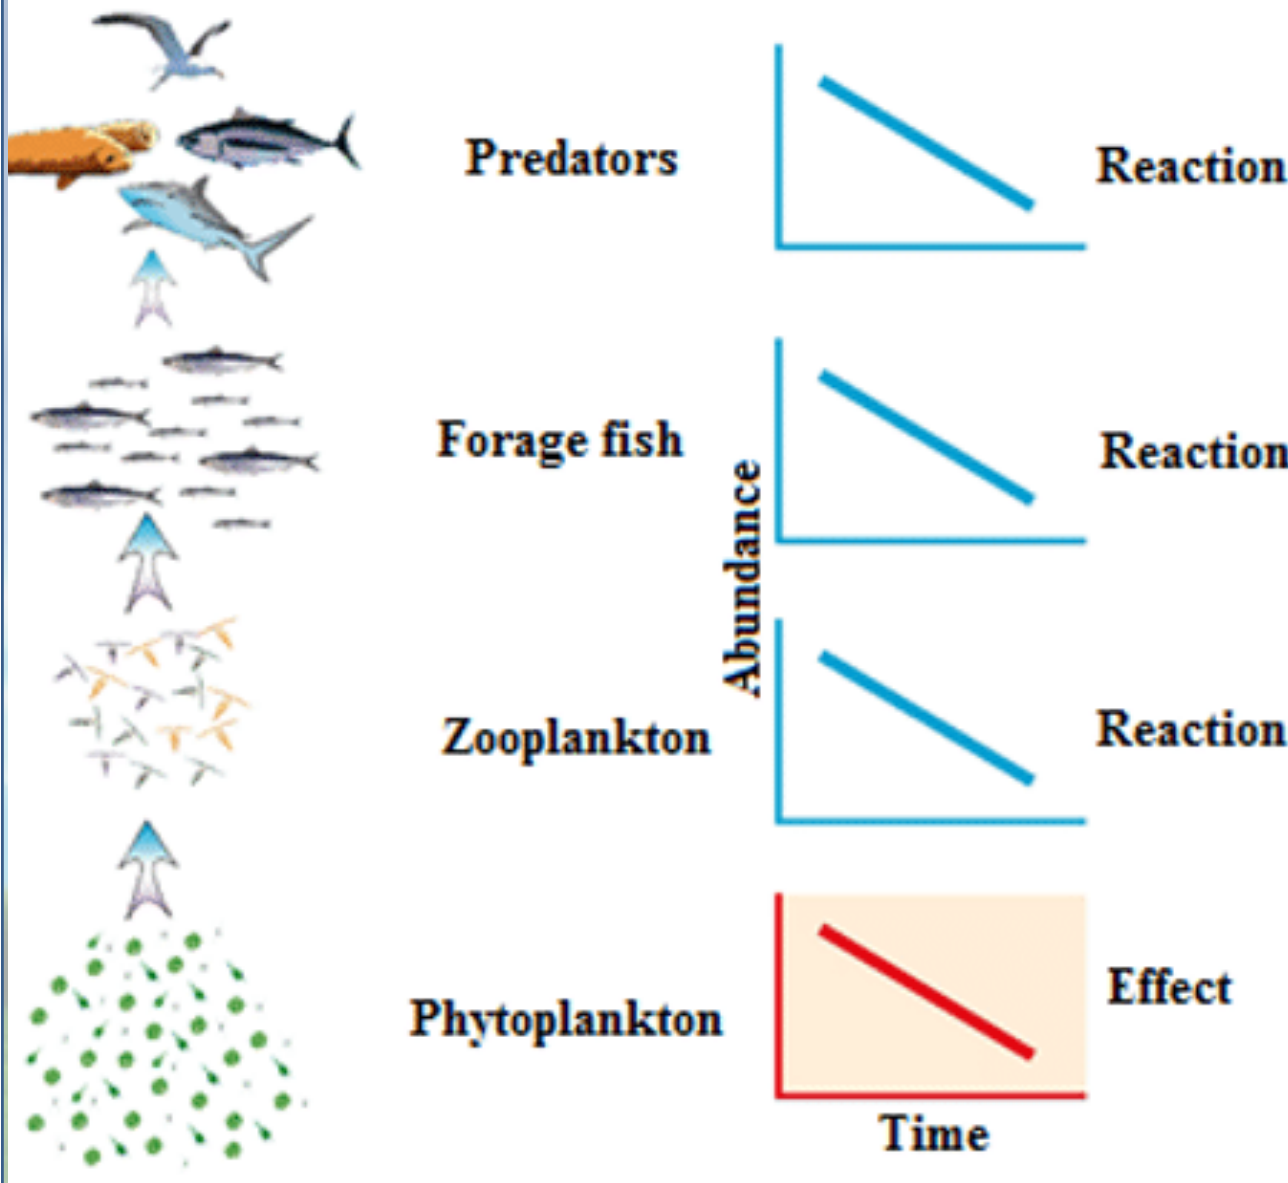 Predators
Reaction
Forage fish
Reaction
Abundance
Zooplankton
Reaction
Phytoplankton
Effect
Time